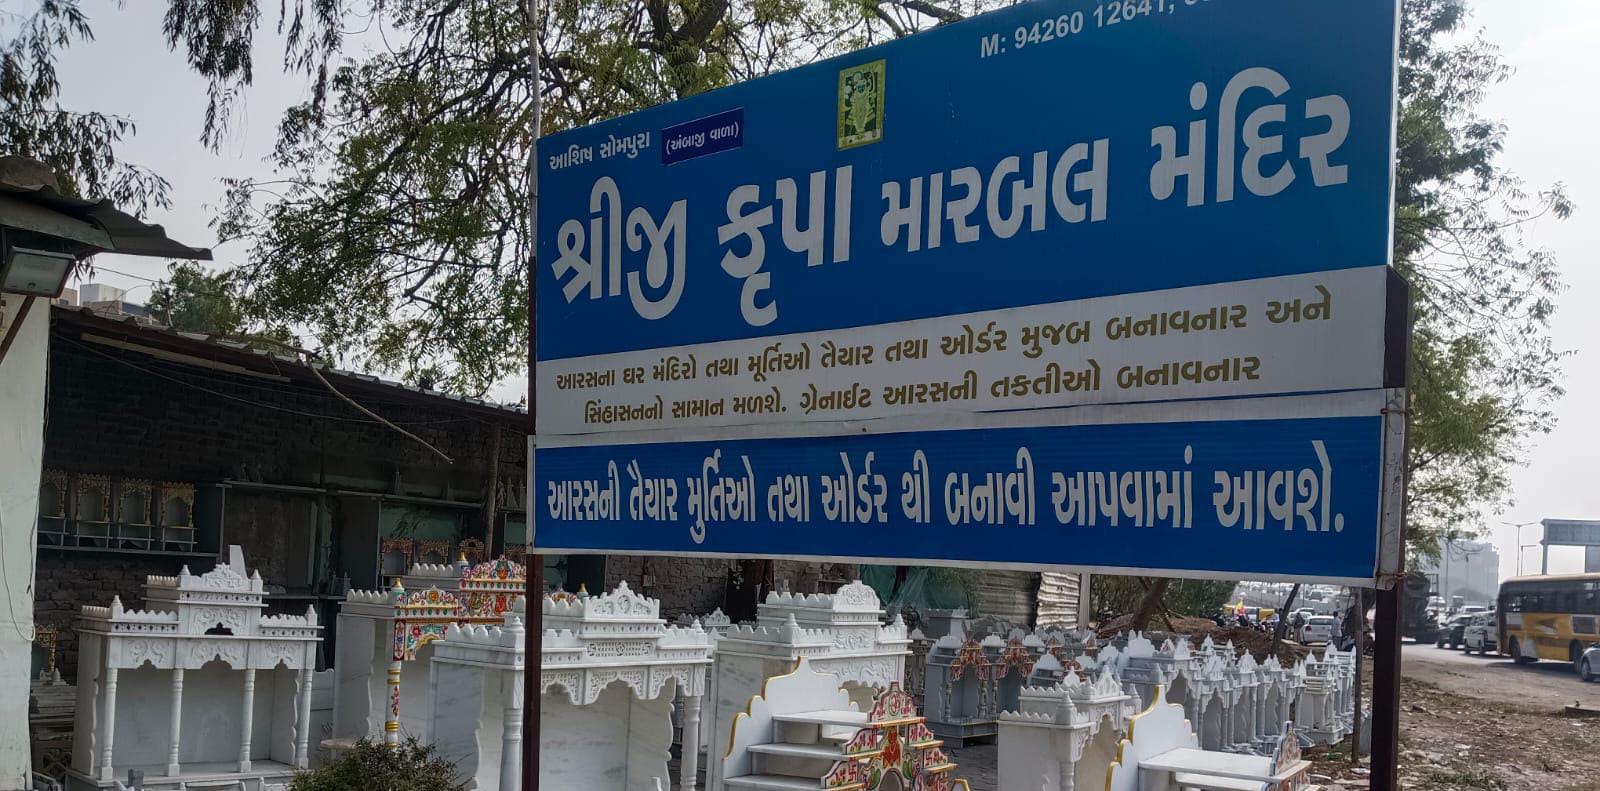 M: 94260 12641,
આશિષ સોમપુરા (અંબાજી વાળા)
શ્રીજી કૃપા મારબલ મંદિર
આરસના ઘર મંદિરો તથા મૂર્તિઓ તૈયાર તથા ઓર્ડર મુજબ બનાવનાર અને
સિંહાસનનો સામાન મળશે. ગ્રેનાઈટ આરસની તકતીઓ બનાવનાર
આરસની તૈયાર મુર્તિઓ તથા ઓર્ડર થી બનાવી આપવામાં આવશે.